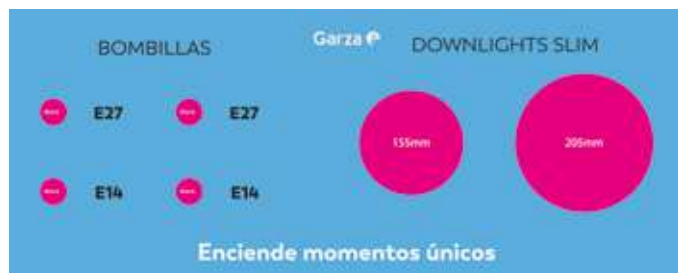 BOMBILLAS
Garza
DOWNLIGHTS SLIM
E27
E27
E14
E14
155mm
205mm
Enciende momentos únicos